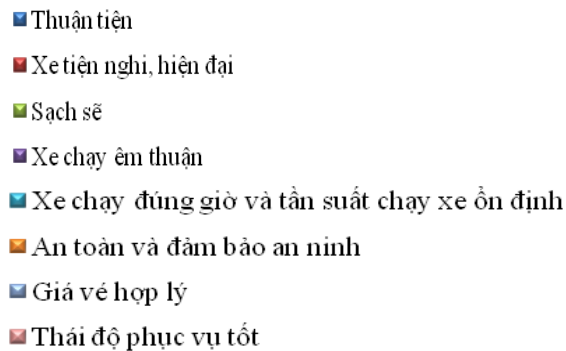 Thuận tiện
Xe tiện nghi, hiện đại
Sạch sẽ
Xe chạy êm thuận
Xe chạy đúng giờ và tần suất chạy xe ổn định
An toàn và đảm bảo an ninh
Giá vé hợp lý
Thái độ phục vụ tốt